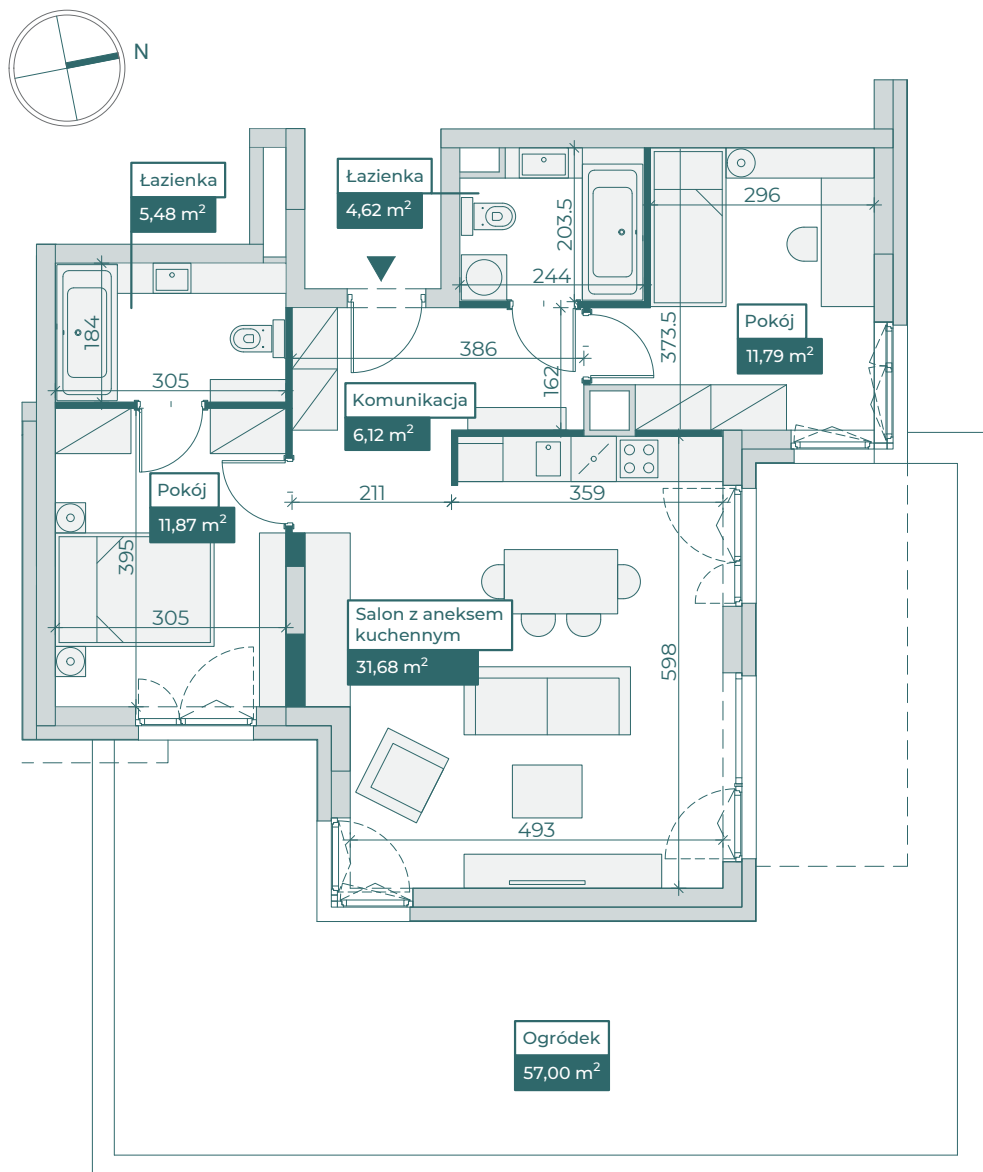 N
Łazienka
5,48 m²
Łazienka
4,62 m²
296
203.5
244
184
305
386
373.5
Pokój
11,79 m²
162
Komunikacja
6,12 m²
211
359
Pokój
11,87 m²
395
305
Salon z aneksem
kuchennym
31,68 m²
598
493
Ogródek
57,00 m²